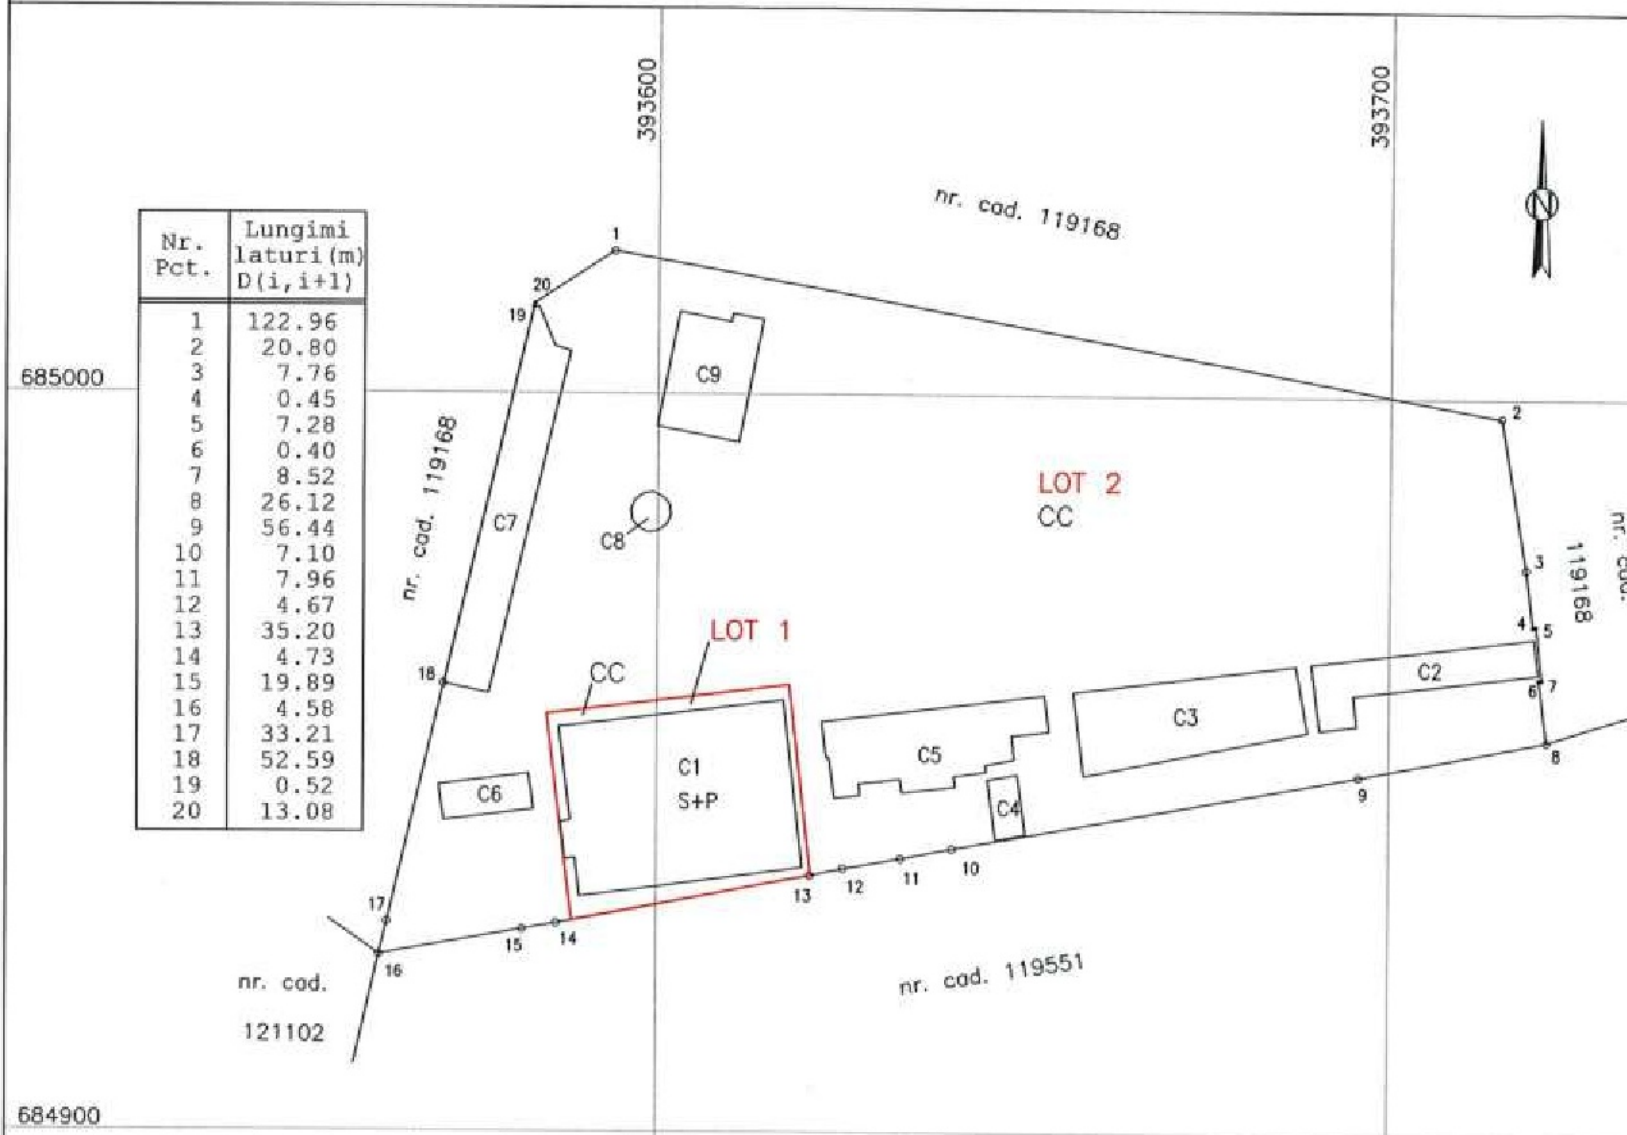 393600
393700
nr. cad. 119168
N
1
20
19
Nr. Pct.
Lungimi laturi(m) D(i,i+1)
1 122.96
2 20.80
3 7.76
4 0.45
5 7.28
6 0.40
7 8.52
8 26.12
9 56.44
10 7.10
11 7.96
12 4.67
13 35.20
14 4.73
15 19.89
16 4.58
17 33.21
18 52.59
19 0.52
20 13.08
685000
C9
2
nr. cad. 119168
C7
LOT 2
CC
C8
nr. cad.
119168
3
4
5
LOT 1
18
CC
C2
6
7
C3
C5
C1
S+P
C6
C4
8
9
10
11
12
13
17
14
15
16
nr. cad.
121102
nr. cad. 119551
684900